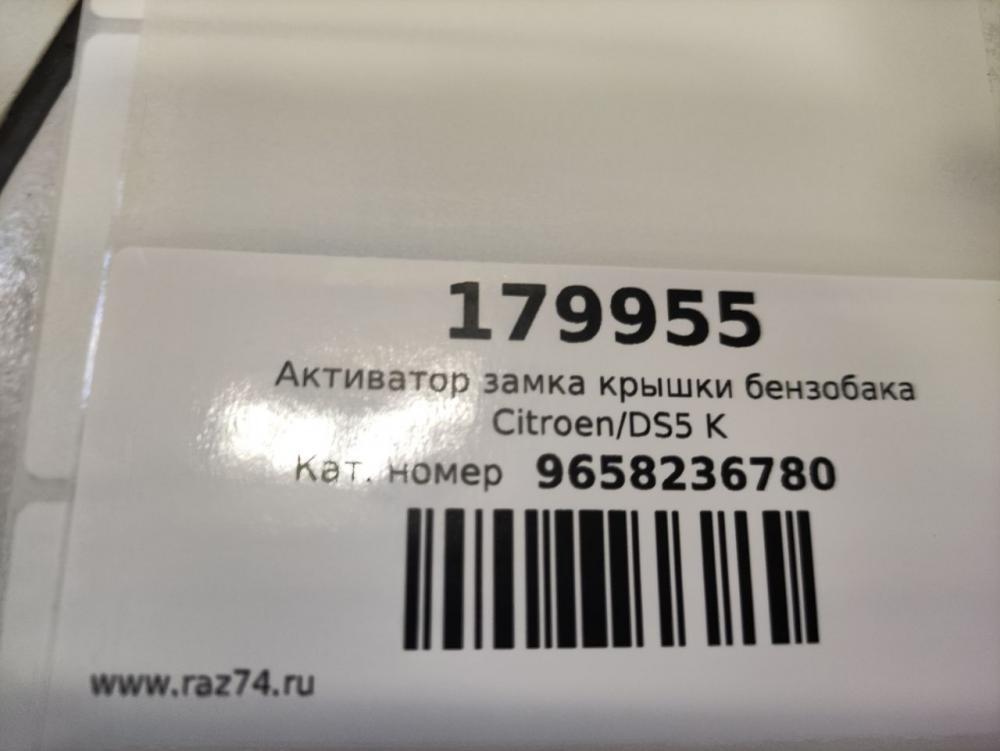 179955
Активатор замка крышки бензобака
Citroen/DS5 K
Кат. номер 9658236780
www.raz74.ru